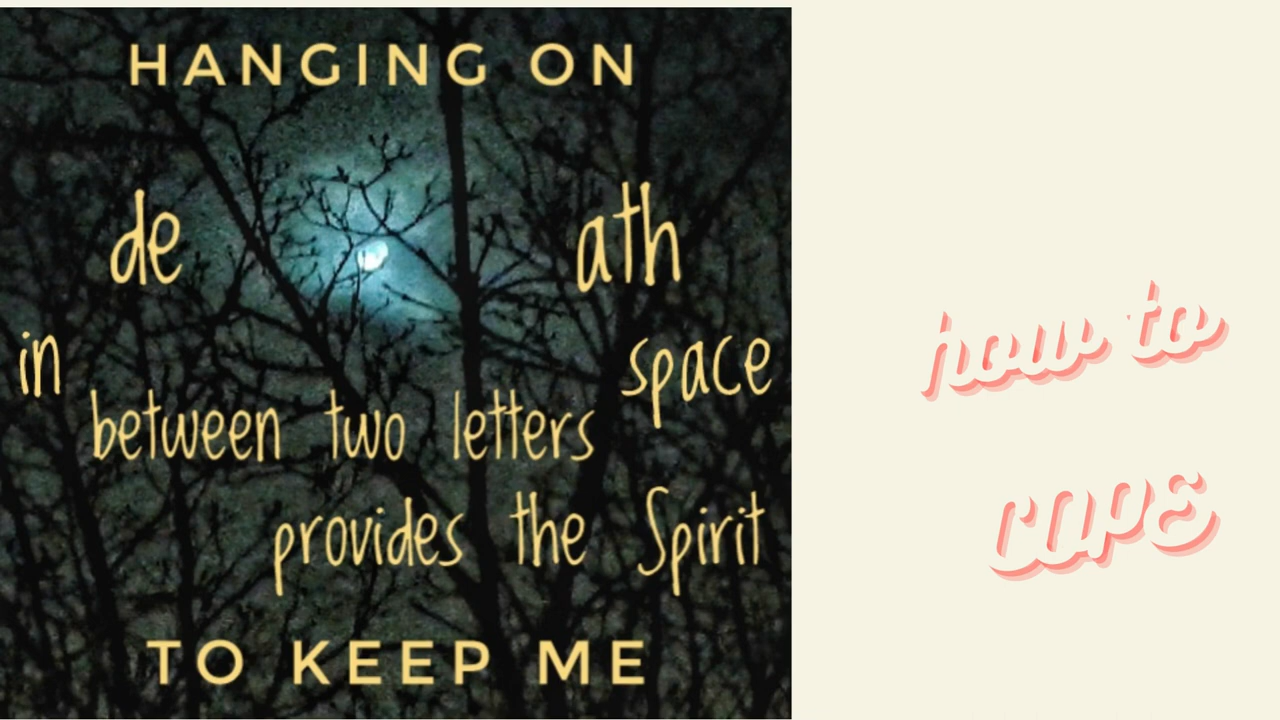 HANGING ON
de ath
in space
between two letters
provides the Spirit
TO KEEP ME
how to
COPE